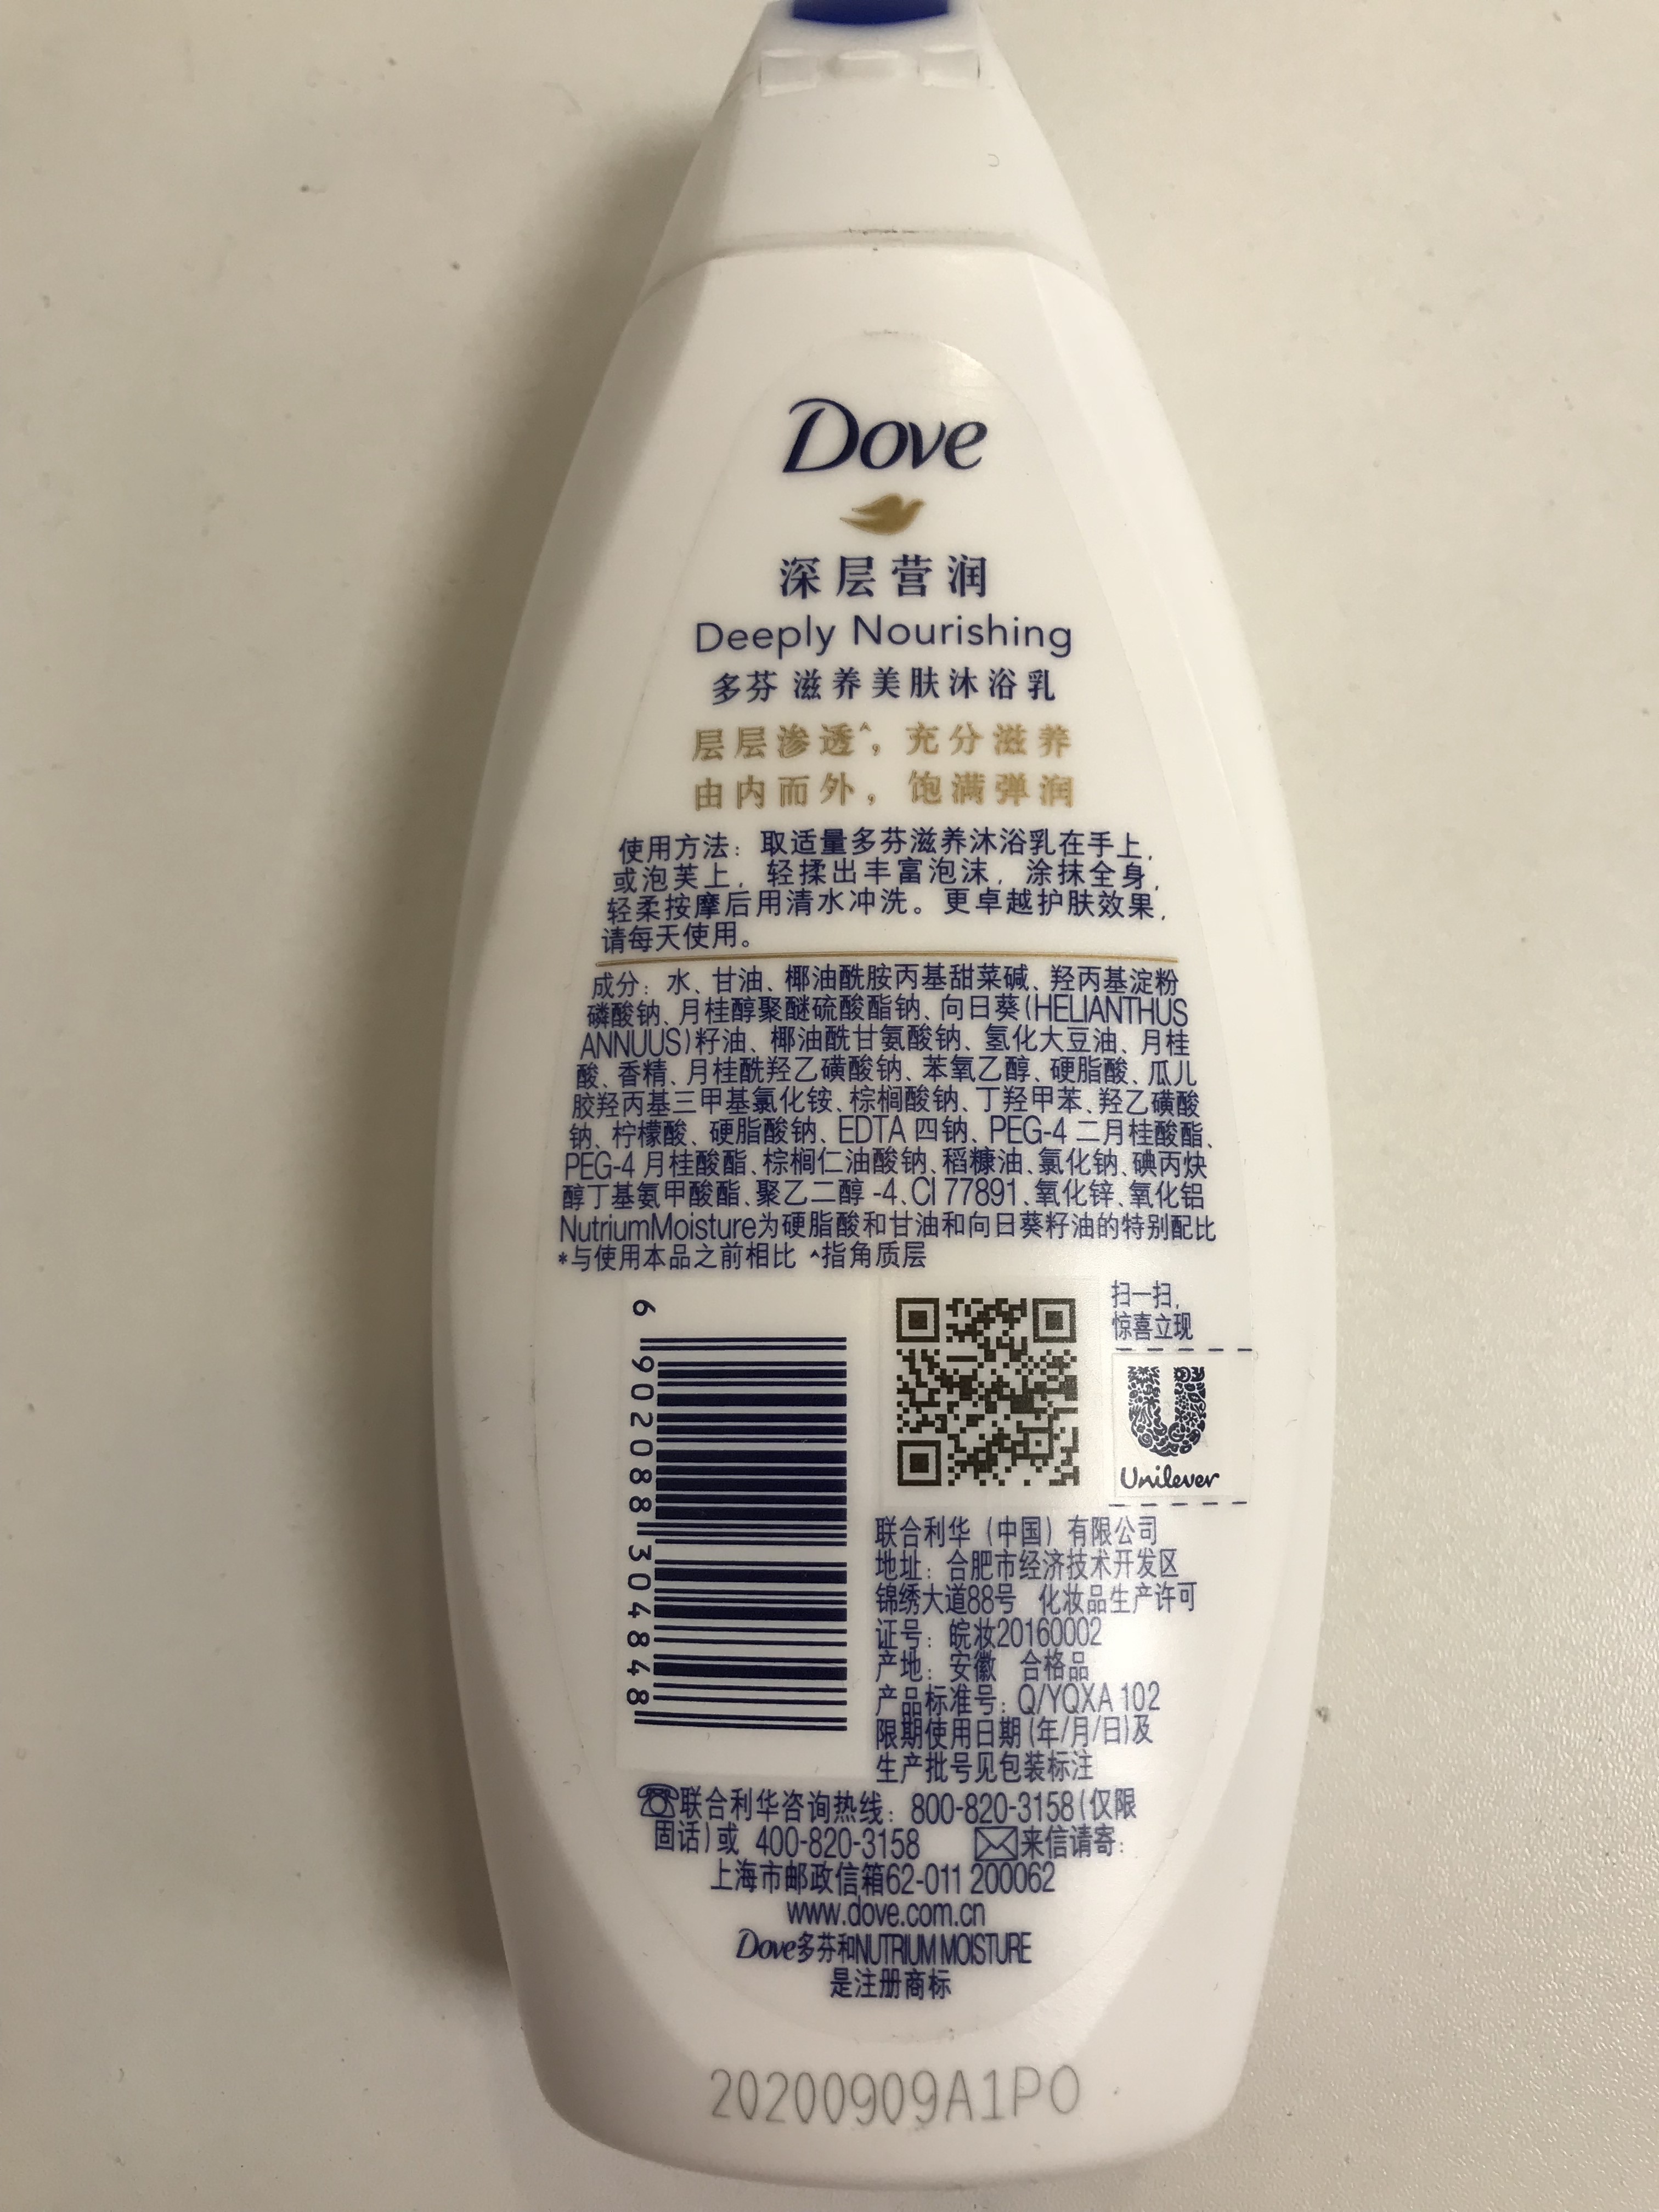 Dove
深层营润
Deeply Nourishing
多芬 滋养美肤沐浴乳
层层渗透^，充分滋养
由内而外，饱满弹润
使用方法：取适量多芬滋养沐浴乳在手上，
或泡芙上，轻揉出丰富泡沫，涂抹全身，
轻柔按摩后用清水冲洗。更卓越护肤效果，
请每天使用。
成分：水、甘油、椰油酰胺丙基甜菜碱、羟丙基淀粉
磷酸钠、月桂醇聚醚硫酸酯钠、向日葵(HELIANTHUS
ANNUUS)籽油、椰油酰甘氨酸钠、氢化大豆油、月桂
酸、香精、月桂酰羟乙磺酸钠、苯氧乙醇、硬脂酸、瓜儿
胶羟丙基三甲基氯化铵、棕榈酸钠、丁羟甲苯、羟乙磺酸
钠、柠檬酸、硬脂酸钠、EDTA 四钠、PEG-4 二月桂酸酯、
PEG-4 月桂酸酯、棕榈仁油酸钠、稻糠油、氯化钠、碘丙炔
醇丁基氨甲酸酯、聚乙二醇 -4、CI 77891、氧化锌、氧化铝
NutriumMoisture为硬脂酸和甘油和向日葵籽油的特别配比
*与使用本品之前相比 ^指角质层
6 902088 304848
扫一扫，
惊喜立现
Unilever
联合利华（中国）有限公司
地址：合肥市经济技术开发区
锦绣大道88号 化妆品生产许可
证号：皖妆20160002
产地：安徽 合格品
产品标准号：Q/YQXA 102
限期使用日期 (年/月/日)及
生产批号见包装标注
联合利华咨询热线：800-820-3158(仅限
固话)或 400-820-3158 来信请寄：
上海市邮政信箱62-011 200062
www.dove.com.cn
Dove多芬和NUTRIUM MOISTURE
是注册商标
20200909A1PO